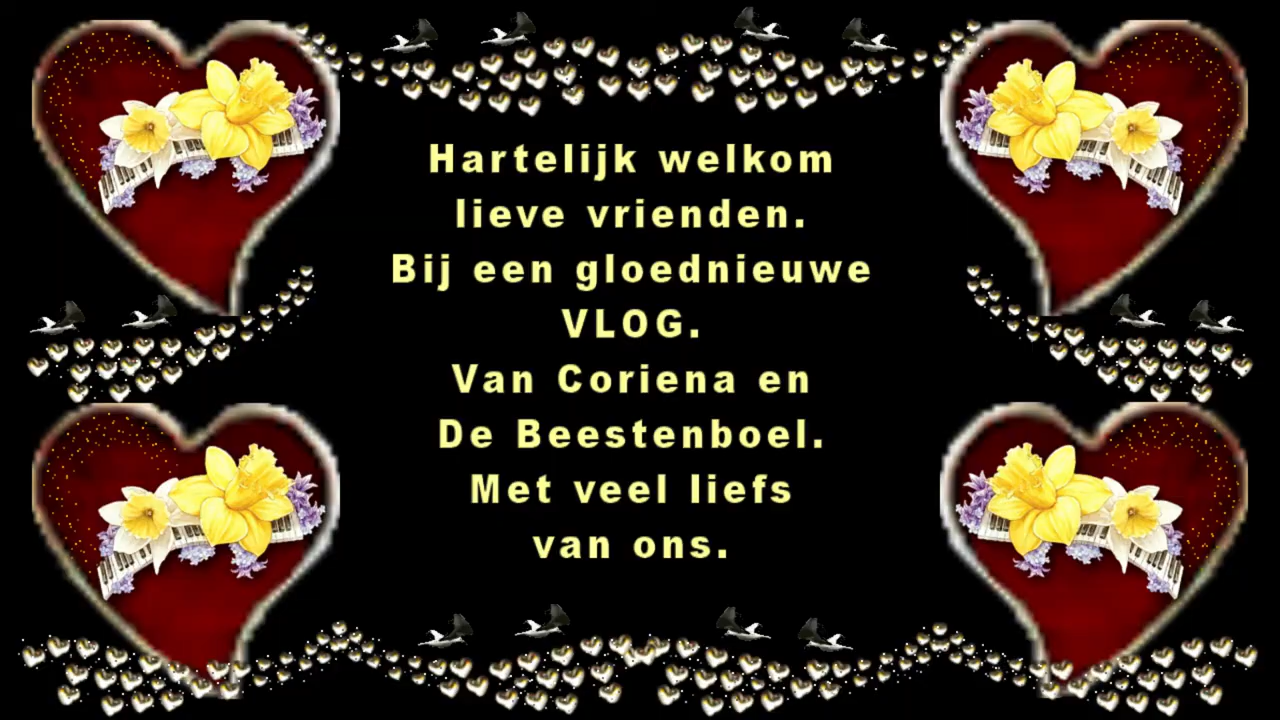 Hartelijk welkom
lieve vrienden.
Bij een gloednieuwe
VLOG.
Van Coriena en
De Beestenboel.
Met veel liefs
van ons.